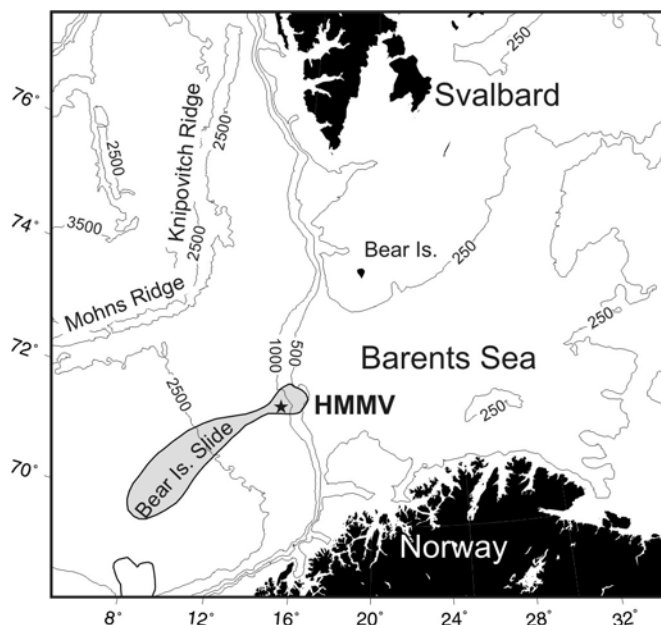 250
76°
Svalbard
2500
Knipovitch Ridge
2500
3500
74°
2500
Bear Is.
250
Mohns Ridge
250
72°
1000
500
Barents Sea
2500
HMMV
250
Bear Is. Slide
70°
Norway
8°
12°
16°
20°
24°
28°
32°